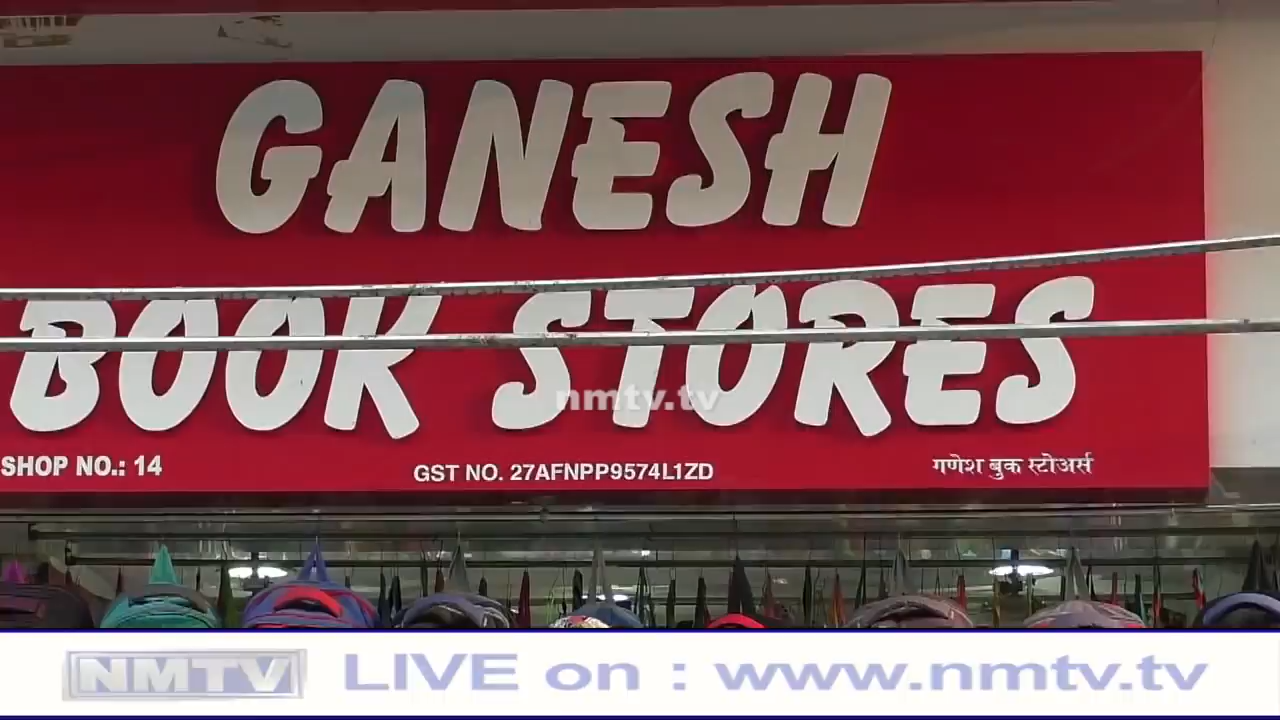 GANESH
BOOK STORES
nmtv.tv
SHOP NO.: 14
GST NO. 27AFNPP9574L1ZD
गणेश बुक स्टोअर्स
NMTV LIVE on : www.nmtv.tv